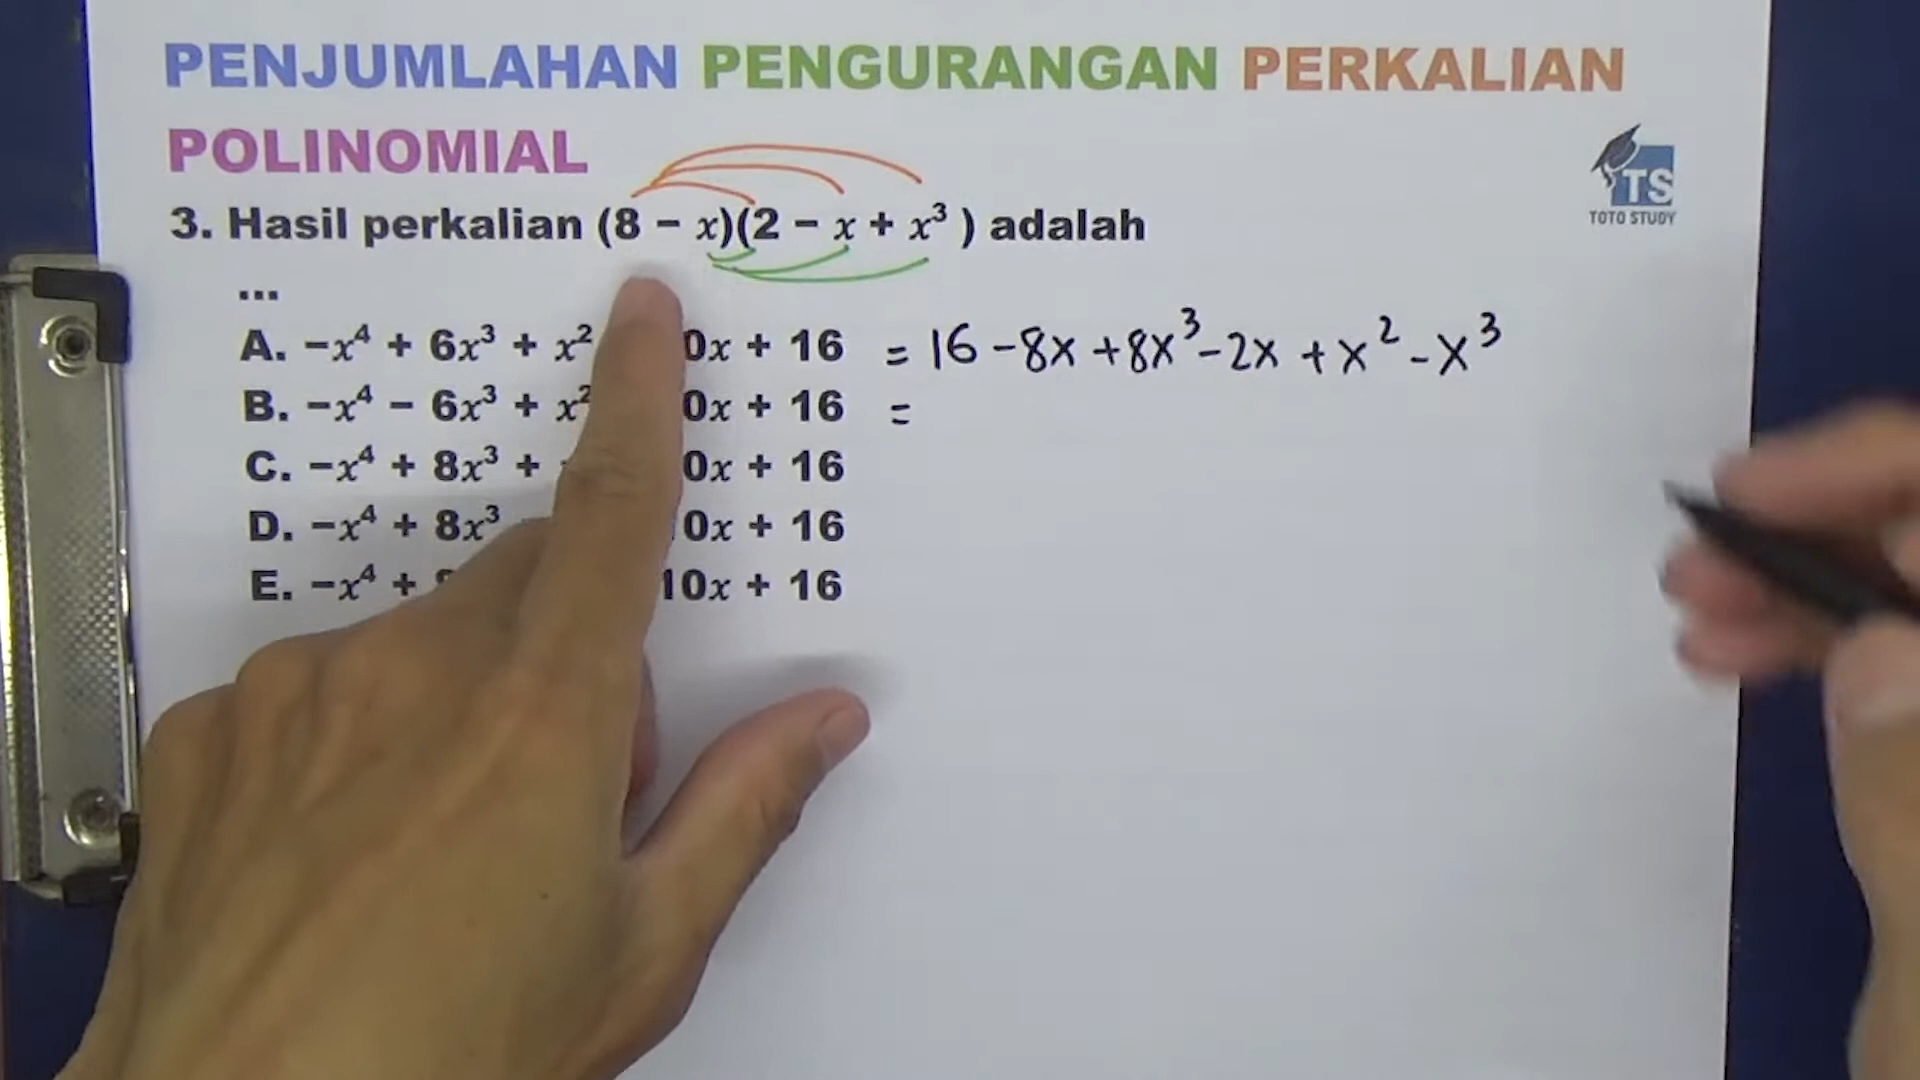 PENJUMLAHAN PENGURANGAN PERKALIAN
POLINOMIAL
TS
TOTO STUDY
3. Hasil perkalian (8 − x)(2 − x + x³ ) adalah
...
A. −x⁴ + 6x³ + x² 0x + 16 = 16 - 8x + 8x³ - 2x + x² - x³
B. −x⁴ − 6x³ + x² 0x + 16 =
C. −x⁴ + 8x³ + 0x + 16
D. −x⁴ + 8x³ 0x + 16
E. −x⁴ + 10x + 16